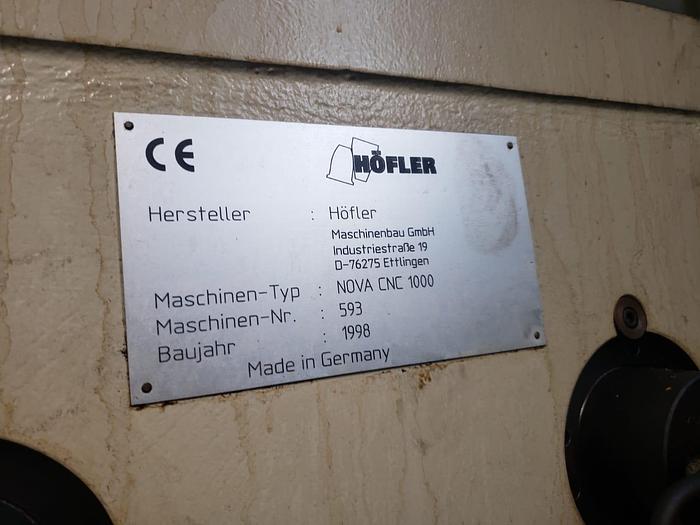 CE
HÖFLER
Hersteller : Höfler
Maschinenbau GmbH
Industriestraße 19
D-76275 Ettlingen
Maschinen-Typ : NOVA CNC 1000
Maschinen-Nr. : 593
Baujahr : 1998
Made in Germany